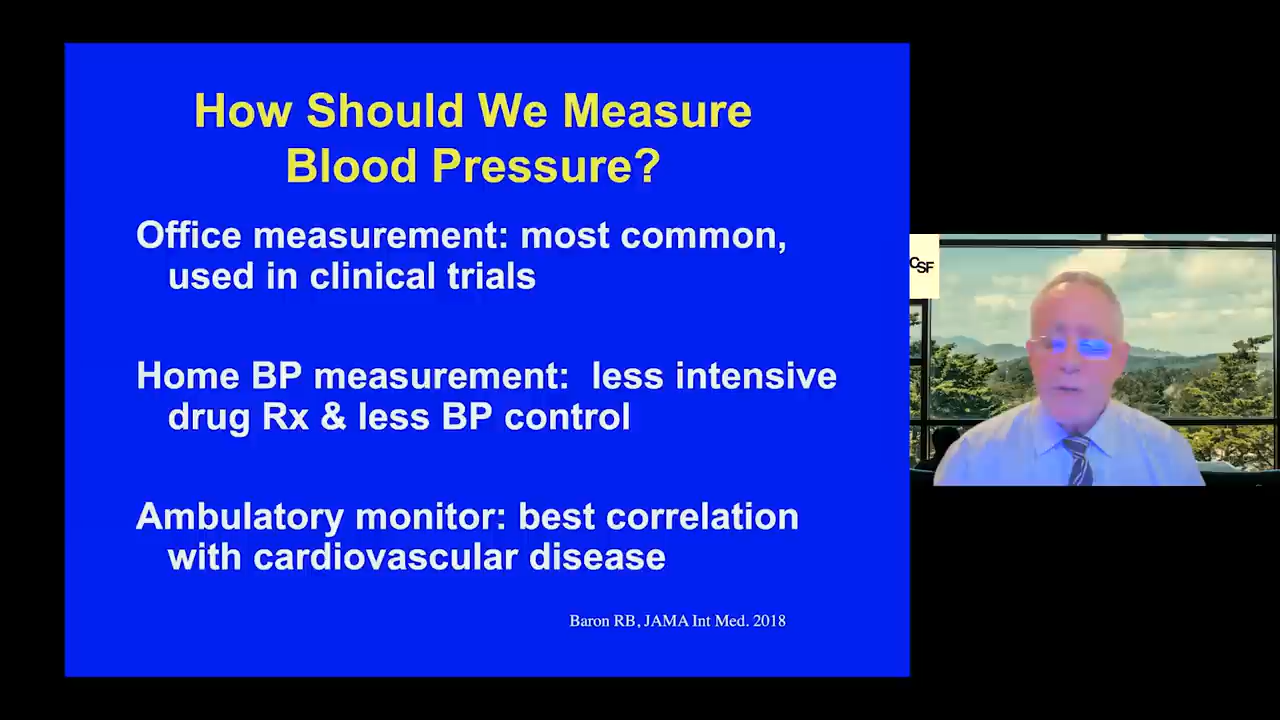 How Should We Measure
Blood Pressure?
Office measurement: most common,
used in clinical trials
Home BP measurement:  less intensive
drug Rx & less BP control
Ambulatory monitor: best correlation
with cardiovascular disease
Baron RB, JAMA Int Med. 2018
CSF